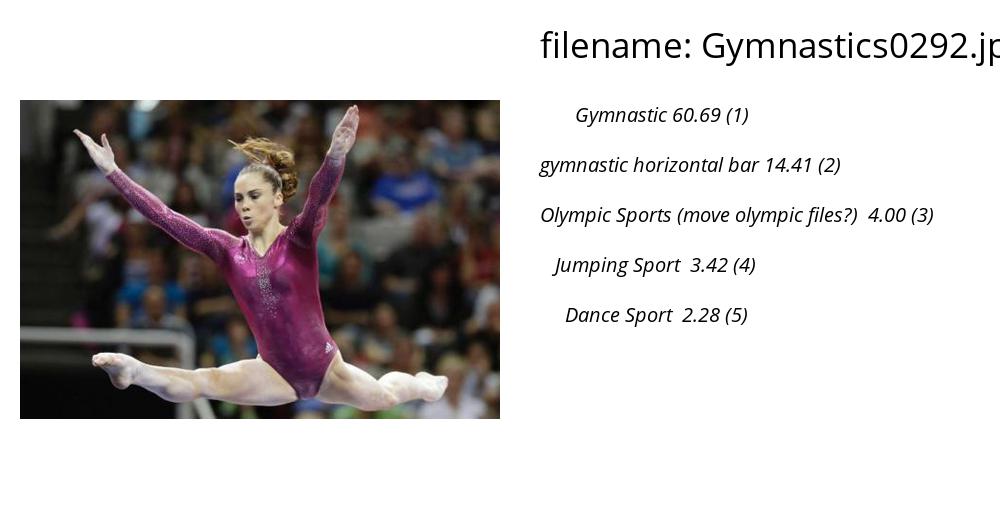 filename: Gymnastics0292.jp
Gymnastic 60.69 (1)
gymnastic horizontal bar 14.41 (2)
Olympic Sports (move olympic files?) 4.00 (3)
Jumping Sport 3.42 (4)
Dance Sport 2.28 (5)